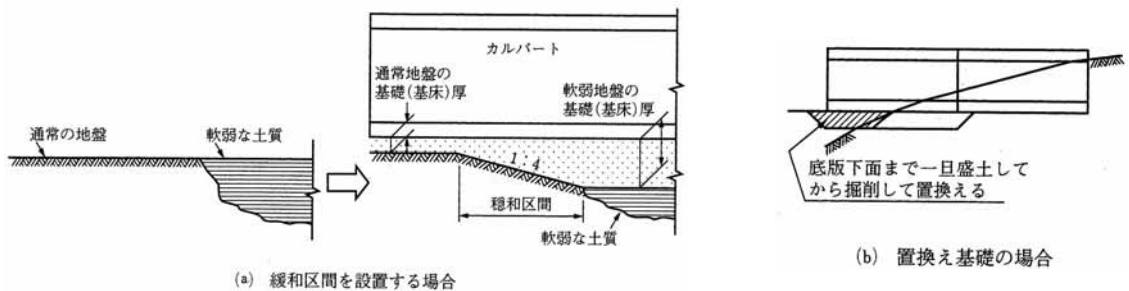 通常の地盤
軟弱な土質
カルバート
通常地盤の
基礎(基床)厚
軟弱地盤の
基礎(基床)厚
1:4
穏和区間
軟弱な土質
(a) 緩和区間を設置する場合
底版下面まで一旦盛土して
から掘削して置換える
(b) 置換え基礎の場合